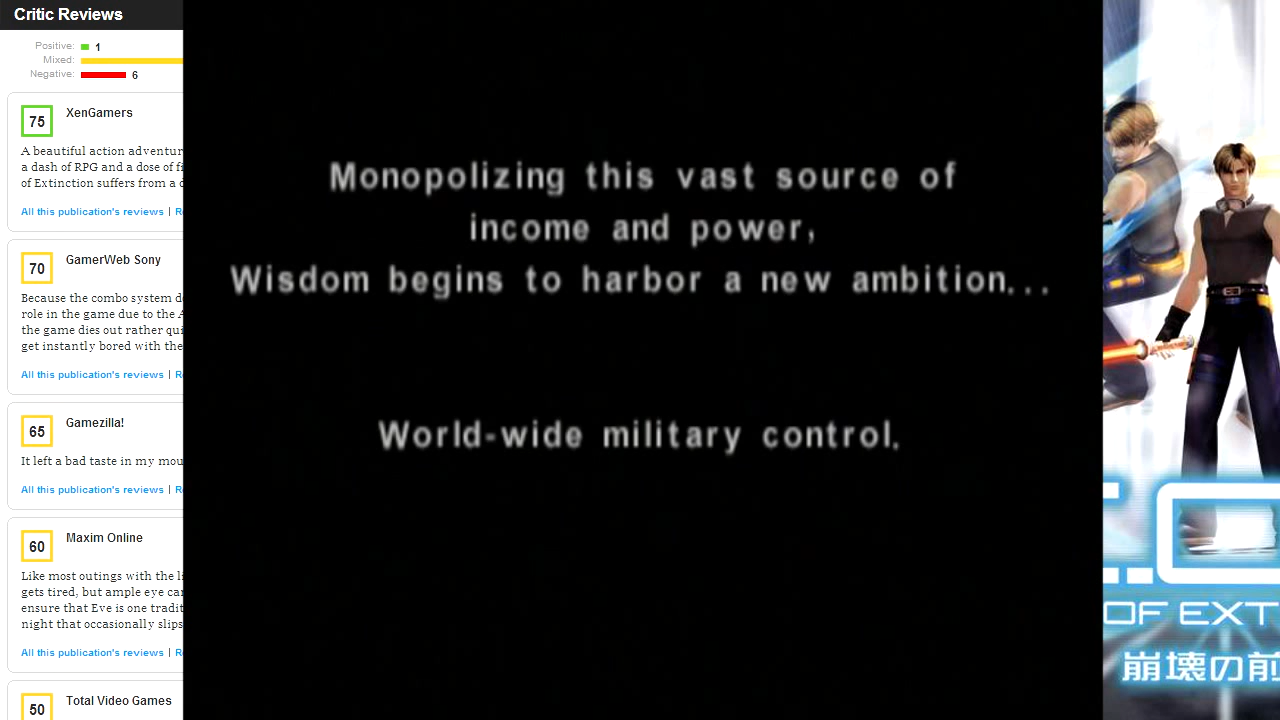 Critic Reviews
Positive: 1
Mixed:
Negative: 6
75 XenGamers
A beautiful action adventur
a dash of RPG and a dose of f
of Extinction suffers from a
All this publication's reviews | R
70 GamerWeb Sony
Because the combo system d
role in the game due to the
the game dies out rather qui
get instantly bored with the
All this publication's reviews | R
65 Gamezilla!
It left a bad taste in my mou
All this publication's reviews | R
60 Maxim Online
Like most outings with the li
gets tired, but ample eye ca
ensure that Eve is one tradit
night that occasionally slips
All this publication's reviews | R
50 Total Video Games
Monopolizing this vast source of
income and power,
Wisdom begins to harbor a new ambition...
World-wide military control.
OF EXT
崩壊の前